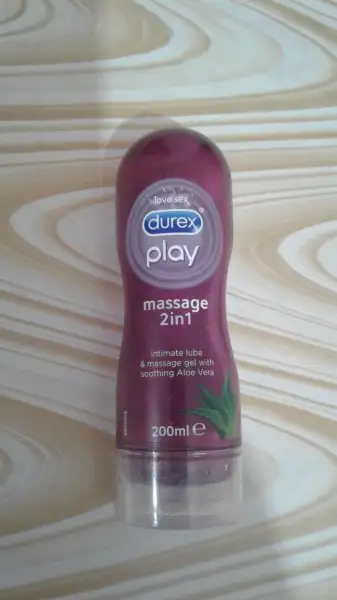 love sex
durex®
play
massage
2in1
intimate lube
& massage gel with
soothing Aloe Vera
200ml ℮